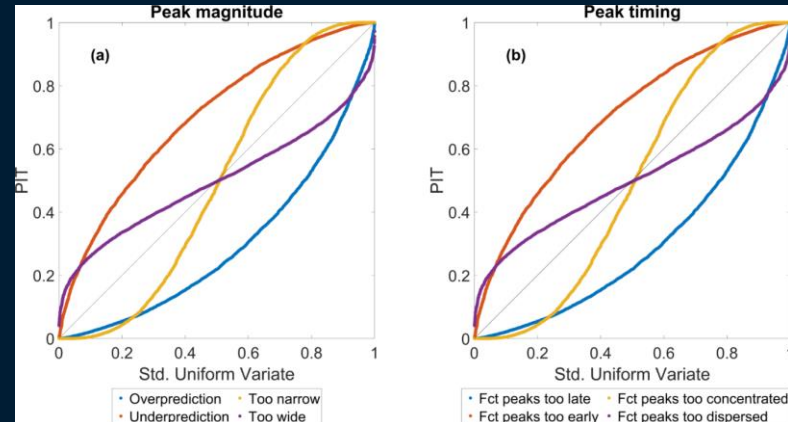 Peak magnitude
(a)
1
0.8
0.6
0.4
0.2
0
PIT
0 0.2 0.4 0.6 0.8 1
Std. Uniform Variate
• Overprediction • Too narrow
• Underprediction • Too wide
Peak timing
(b)
1
0.8
0.6
0.4
0.2
0
PIT
0 0.2 0.4 0.6 0.8 1
Std. Uniform Variate
• Fct peaks too late • Fct peaks too concentrated
• Fct peaks too early • Fct peaks too dispersed